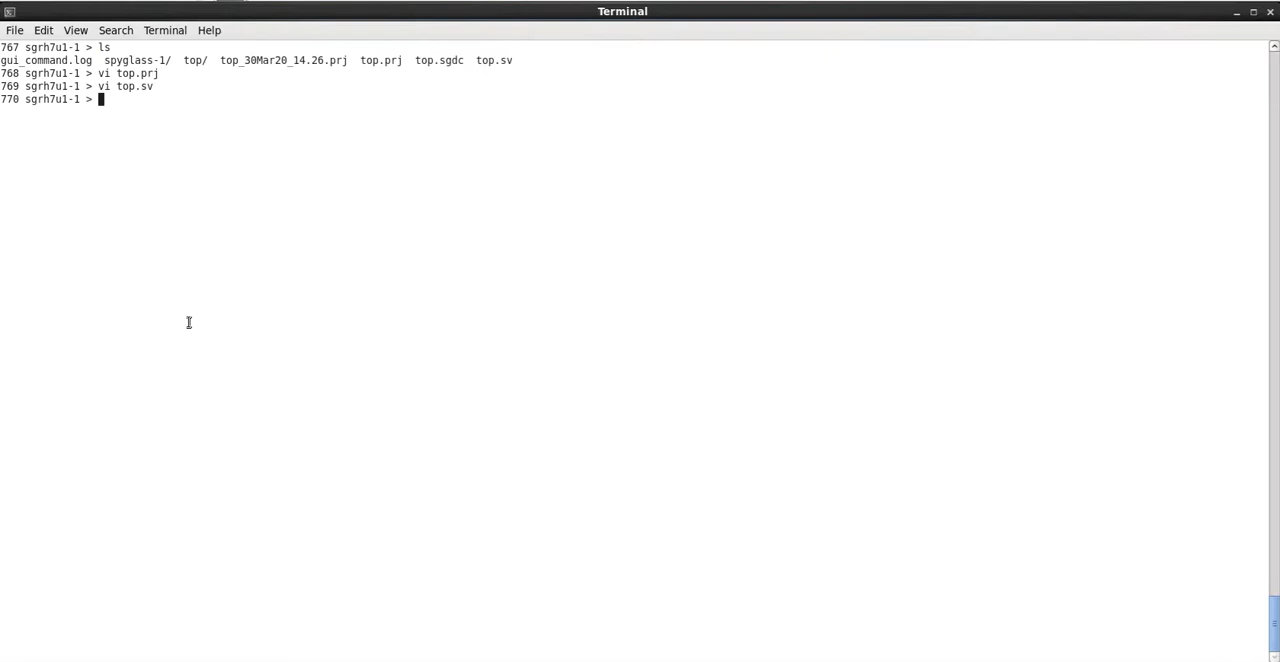 Terminal
File Edit View Search Terminal Help
767 sgrh7u1-1 > ls
gui_command.log  spyglass-1/  top/  top_30Mar20_14.26.prj  top.prj  top.sgdc  top.sv
768 sgrh7u1-1 > vi top.prj
769 sgrh7u1-1 > vi top.sv
770 sgrh7u1-1 >